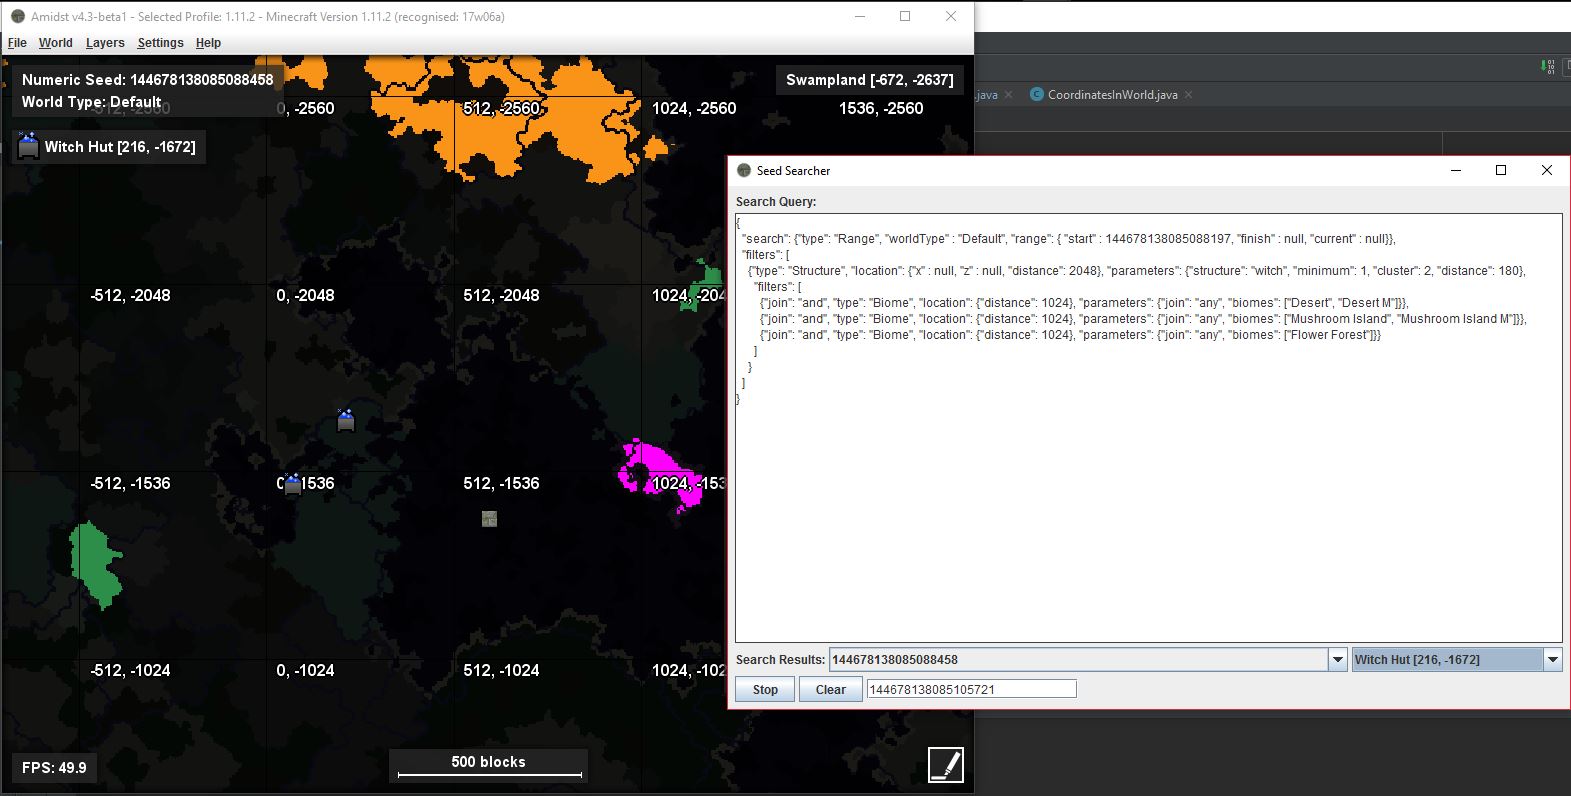 Amidst v4.3-beta1 - Selected Profile: 1.11.2 - Minecraft Version 1.11.2 (recognised: 17w06a)
File World Layers Settings Help
Numeric Seed: 144678138085088458
World Type: Default
Swampland [-672, -2637]
-512, -2560 0, -2560 512, -2560 1024, -2560 1536, -2560
Witch Hut [216, -1672]
-512, -2048 0, -2048 512, -2048 1024, -204
-512, -1536 0, -1536 512, -1536 1024, -153
-512, -1024 0, -1024 512, -1024 1024, -102
FPS: 49.9
500 blocks
.java
CoordinatesInWorld.java
Seed Searcher
Search Query:
{
"search": {"type": "Range", "worldType" : "Default", "range": { "start" : 144678138085088197, "finish" : null, "current" : null}},
"filters": [
{"type": "Structure", "location": {"x" : null, "z" : null, "distance": 2048}, "parameters": {"structure": "witch", "minimum": 1, "cluster": 2, "distance": 180},
"filters": [
{"join": "and", "type": "Biome", "location": {"distance": 1024}, "parameters": {"join": "any", "biomes": ["Desert", "Desert M"]}},
{"join": "and", "type": "Biome", "location": {"distance": 1024}, "parameters": {"join": "any", "biomes": ["Mushroom Island", "Mushroom Island M"]}},
{"join": "and", "type": "Biome", "location": {"distance": 1024}, "parameters": {"join": "any", "biomes": ["Flower Forest"]}}
]
}
]
}
Search Results: 144678138085088458 Witch Hut [216, -1672]
Stop Clear 144678138085105721